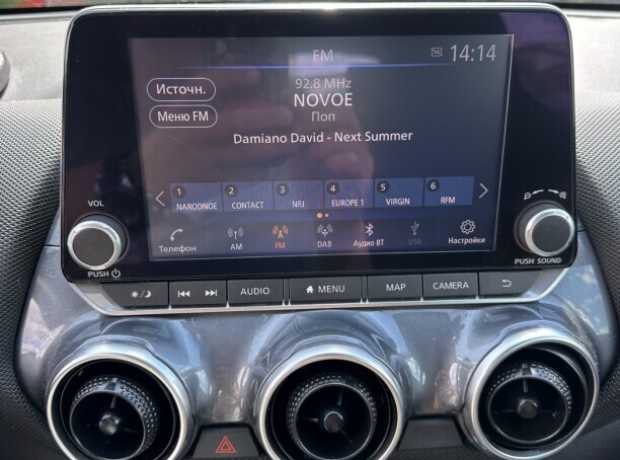 FM
14:14
Источн.
92.8 MHz
NOVOE
Меню FM
Поп
Damiano David - Next Summer
1 2 3 4 5 6
NARODNOE CONTACT NRJ EUROPE 1 VIRGIN RFM
VOL
Телефон AM FM DAB Аудио BT USB Настройки
PUSH
PUSH SOUND
AUDIO MENU MAP CAMERA